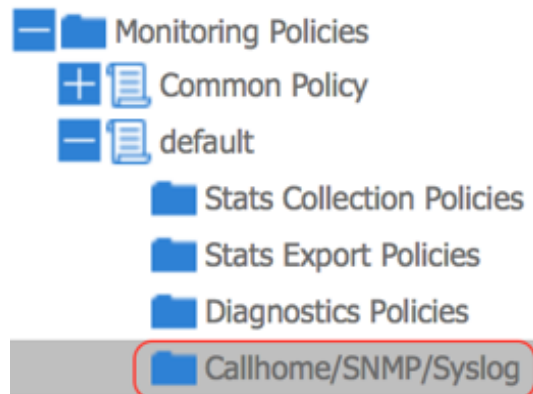 Monitoring Policies
Common Policy
default
Stats Collection Policies
Stats Export Policies
Diagnostics Policies
Callhome/SNMP/Syslog